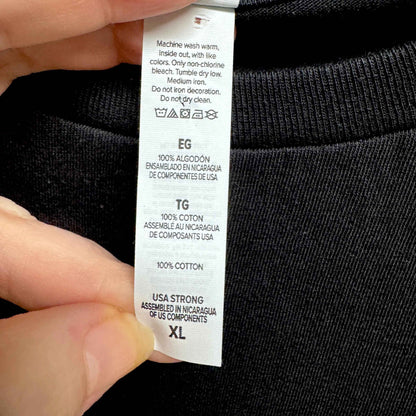 Machine wash warm,
Inside out, with like
colors. Only non-chlorine
bleach. Tumble dry low.
Medium iron.
Do not iron decoration.
Do not dry clean.
EG
100% ALGODÓN
ENSAMBLADO EN NICARAGUA
DE COMPONENTES DE USA
TG
100% COTON
ASSEMBLE AU NICARAGUA
DE COMPOSANTS USA
100% COTTON
USA STRONG
ASSEMBLED IN NICARAGUA
OF US COMPONENTS
XL